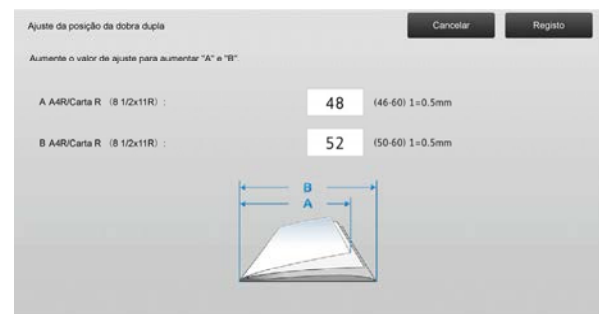 Ajuste da posição da dobra dupla
Cancelar
Registo
Aumente o valor de ajuste para aumentar "A" e "B".
A A4R/Carta R (8 1/2x11R) : 48 (46-60) 1=0.5mm
B A4R/Carta R (8 1/2x11R) : 52 (50-60) 1=0.5mm
B
A